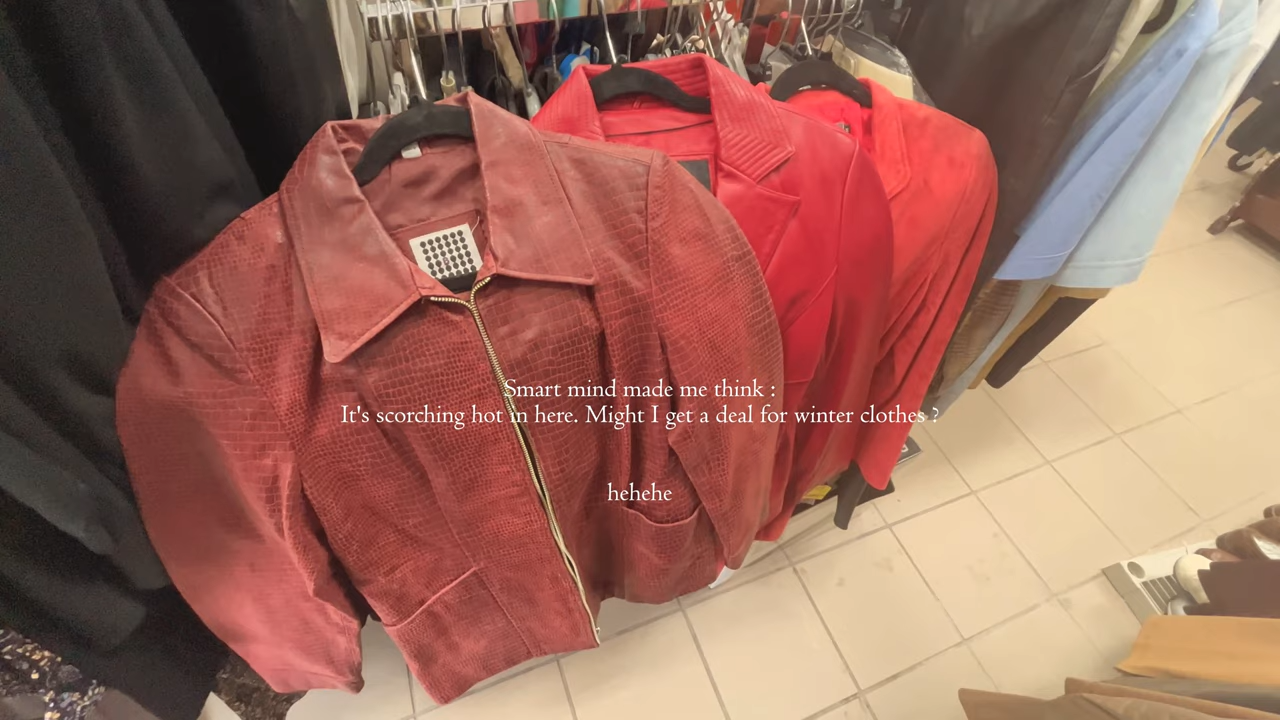 Smart mind made me think :
It's scorching hot in here. Might I get a deal for winter clothes ?
hehehe